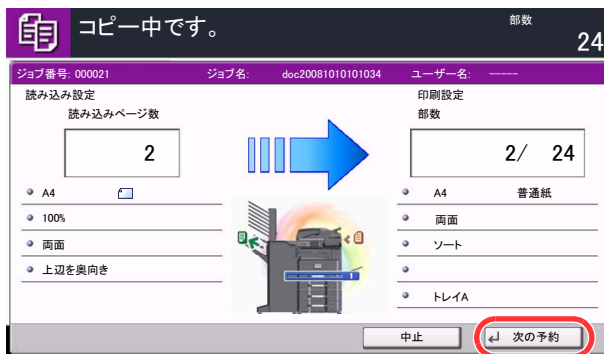 コピー中です。
部数
24
ジョブ番号: 000021 ジョブ名: doc20081010101034 ユーザー名: -----
読み込み設定
読み込みページ数
2
A4
100%
両面
上辺を奥向き
印刷設定
部数
2/ 24
A4 普通紙
両面
ソート
トレイA
中止
次の予約